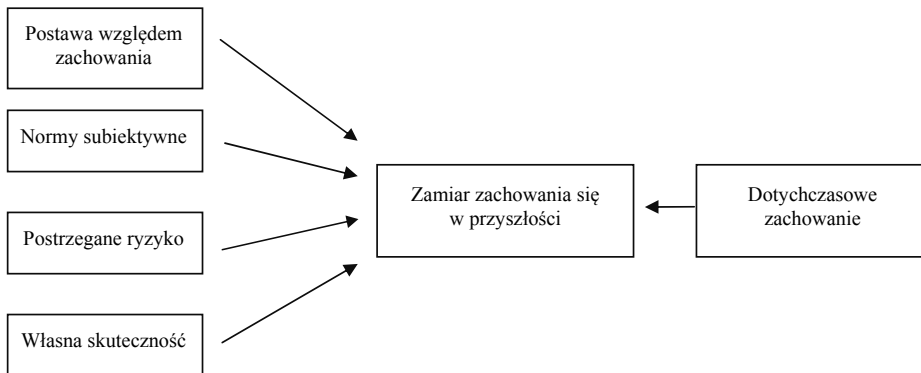 Postawa względem
zachowania
Normy subiektywne
Postrzegane ryzyko
Własna skuteczność
Zamiar zachowania się
w przyszłości
Dotychczasowe
zachowanie